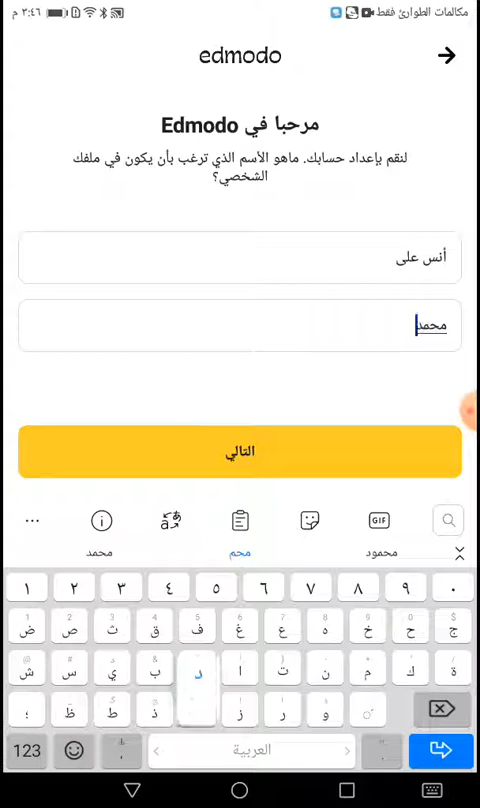 مكالمات الطوارئ فقط
٣:٤٦ م
edmodo
مرحبا في Edmodo
لنقم بإعداد حسابك. ماهو الأسم الذي ترغب بأن يكون في ملفك
الشخصي؟
أنس على
محمد
التالي
GIF
محمود محم محمد
١ ٢ ٣ ٤ ٥ ٦ ٧ ٨ ٩ ٠
ض ص ث ق ف غ ع ه خ ح ج
ش س ي ب د ا ت ن م ك ة
؛ ظ ط ذ ز ر و
123 العربية